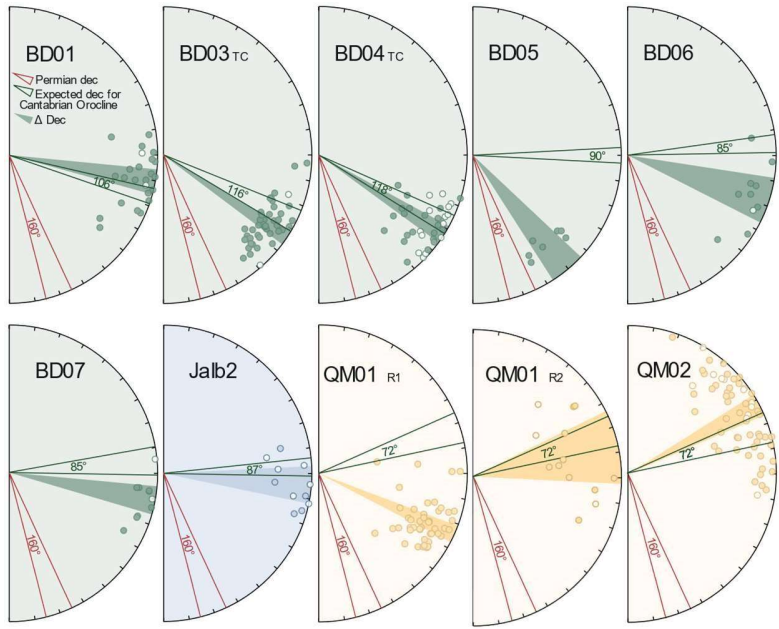 BD01
BD03 TC
BD04 TC
BD05
BD06
Permian dec
Expected dec for
Cantabrian Orocline
Δ Dec
106°
116°
118°
90°
85°
160°
160°
160°
160°
160°
BD07
Jalb2
QM01 R1
QM01 R2
QM02
85°
87°
72°
72°
72°
160°
160°
160°
160°
160°